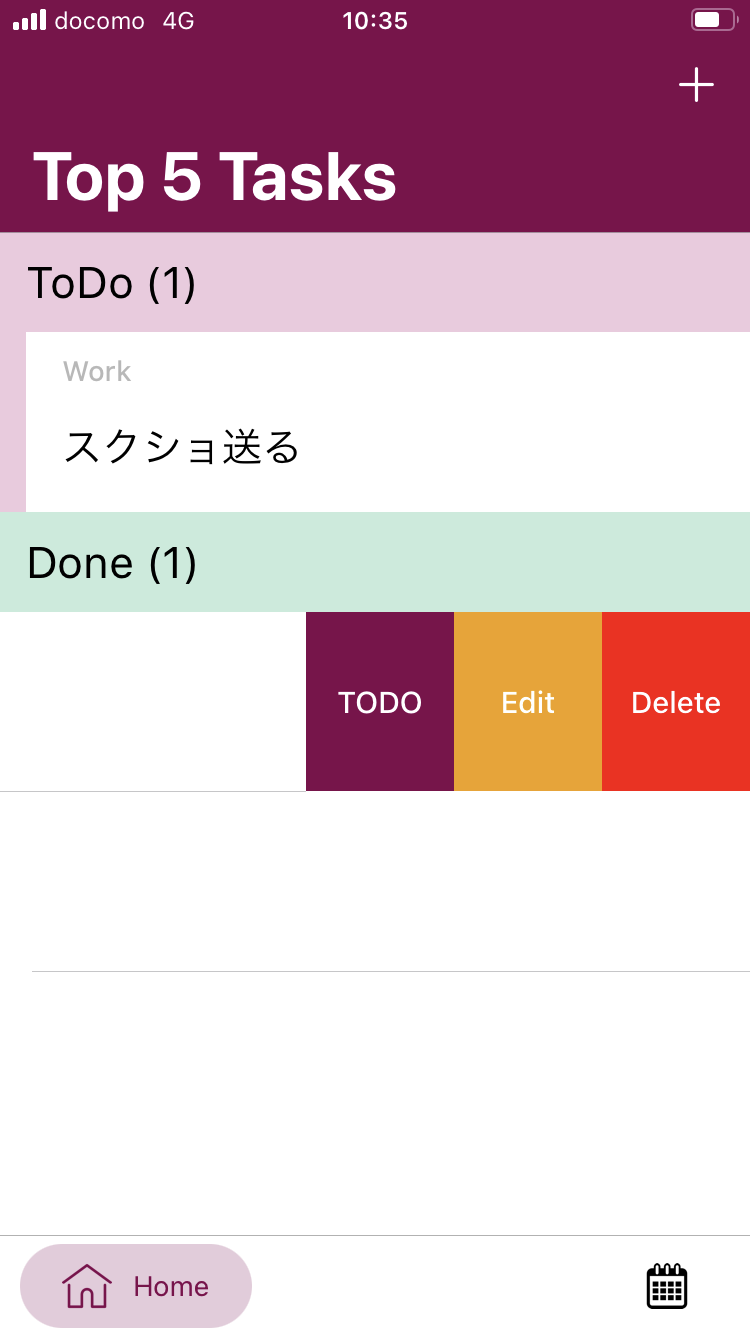 docomo 4G 10:35
Top 5 Tasks
ToDo (1)
Work
スクショ送る
Done (1)
TODO Edit Delete
Home